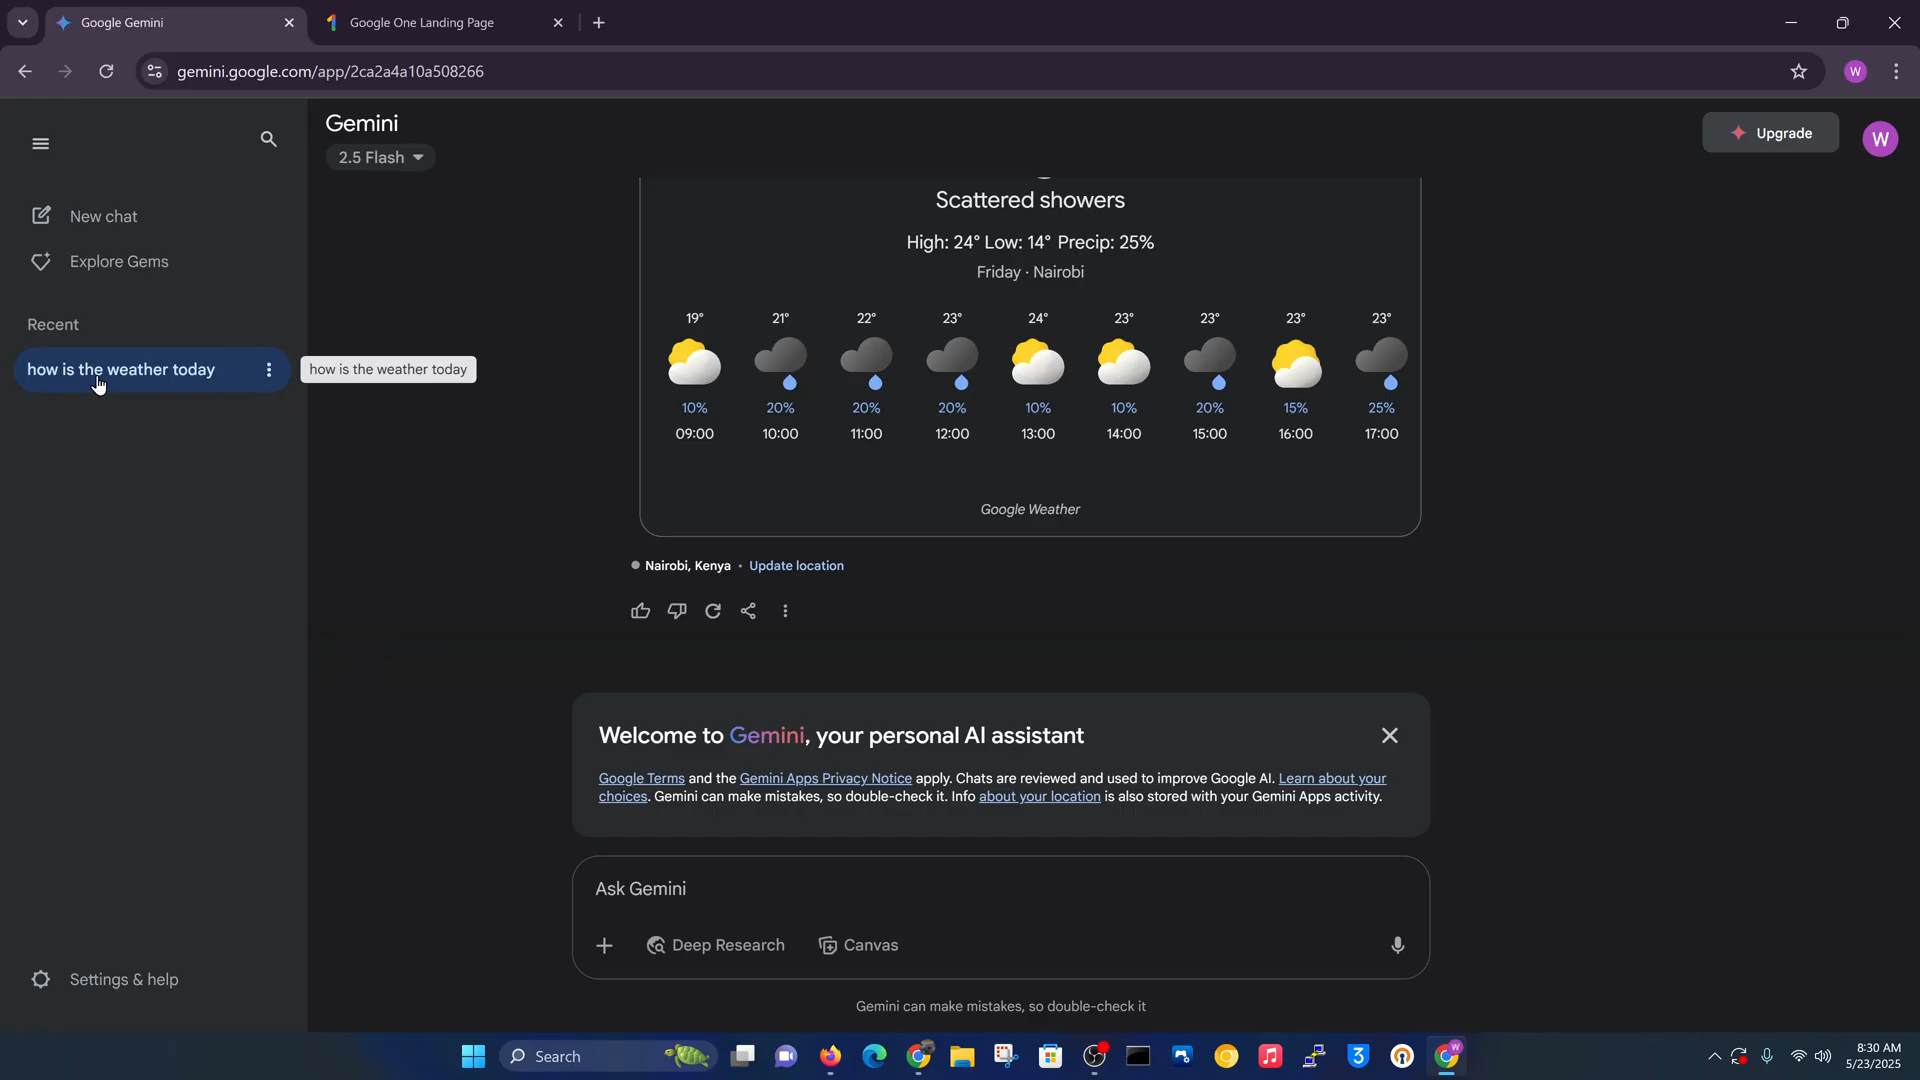 Google Gemini
Google One Landing Page
gemini.google.com/app/2ca2a4a10a508266
W
Gemini
2.5 Flash
Upgrade
W
New chat
Explore Gems
Recent
how is the weather today
how is the weather today
Scattered showers
High: 24° Low: 14° Precip: 25%
Friday · Nairobi
19° 21° 22° 23° 24° 23° 23° 23° 23°
10% 20% 20% 20% 10% 10% 20% 15% 25%
09:00 10:00 11:00 12:00 13:00 14:00 15:00 16:00 17:00
Google Weather
Nairobi, Kenya • Update location
Welcome to Gemini, your personal AI assistant
Google Terms and the Gemini Apps Privacy Notice apply. Chats are reviewed and used to improve Google AI. Learn about your
choices. Gemini can make mistakes, so double-check it. Info about your location is also stored with your Gemini Apps activity.
Ask Gemini
Deep Research
Canvas
Settings & help
Gemini can make mistakes, so double-check it
Search
3
W
8:30 AM
5/23/2025